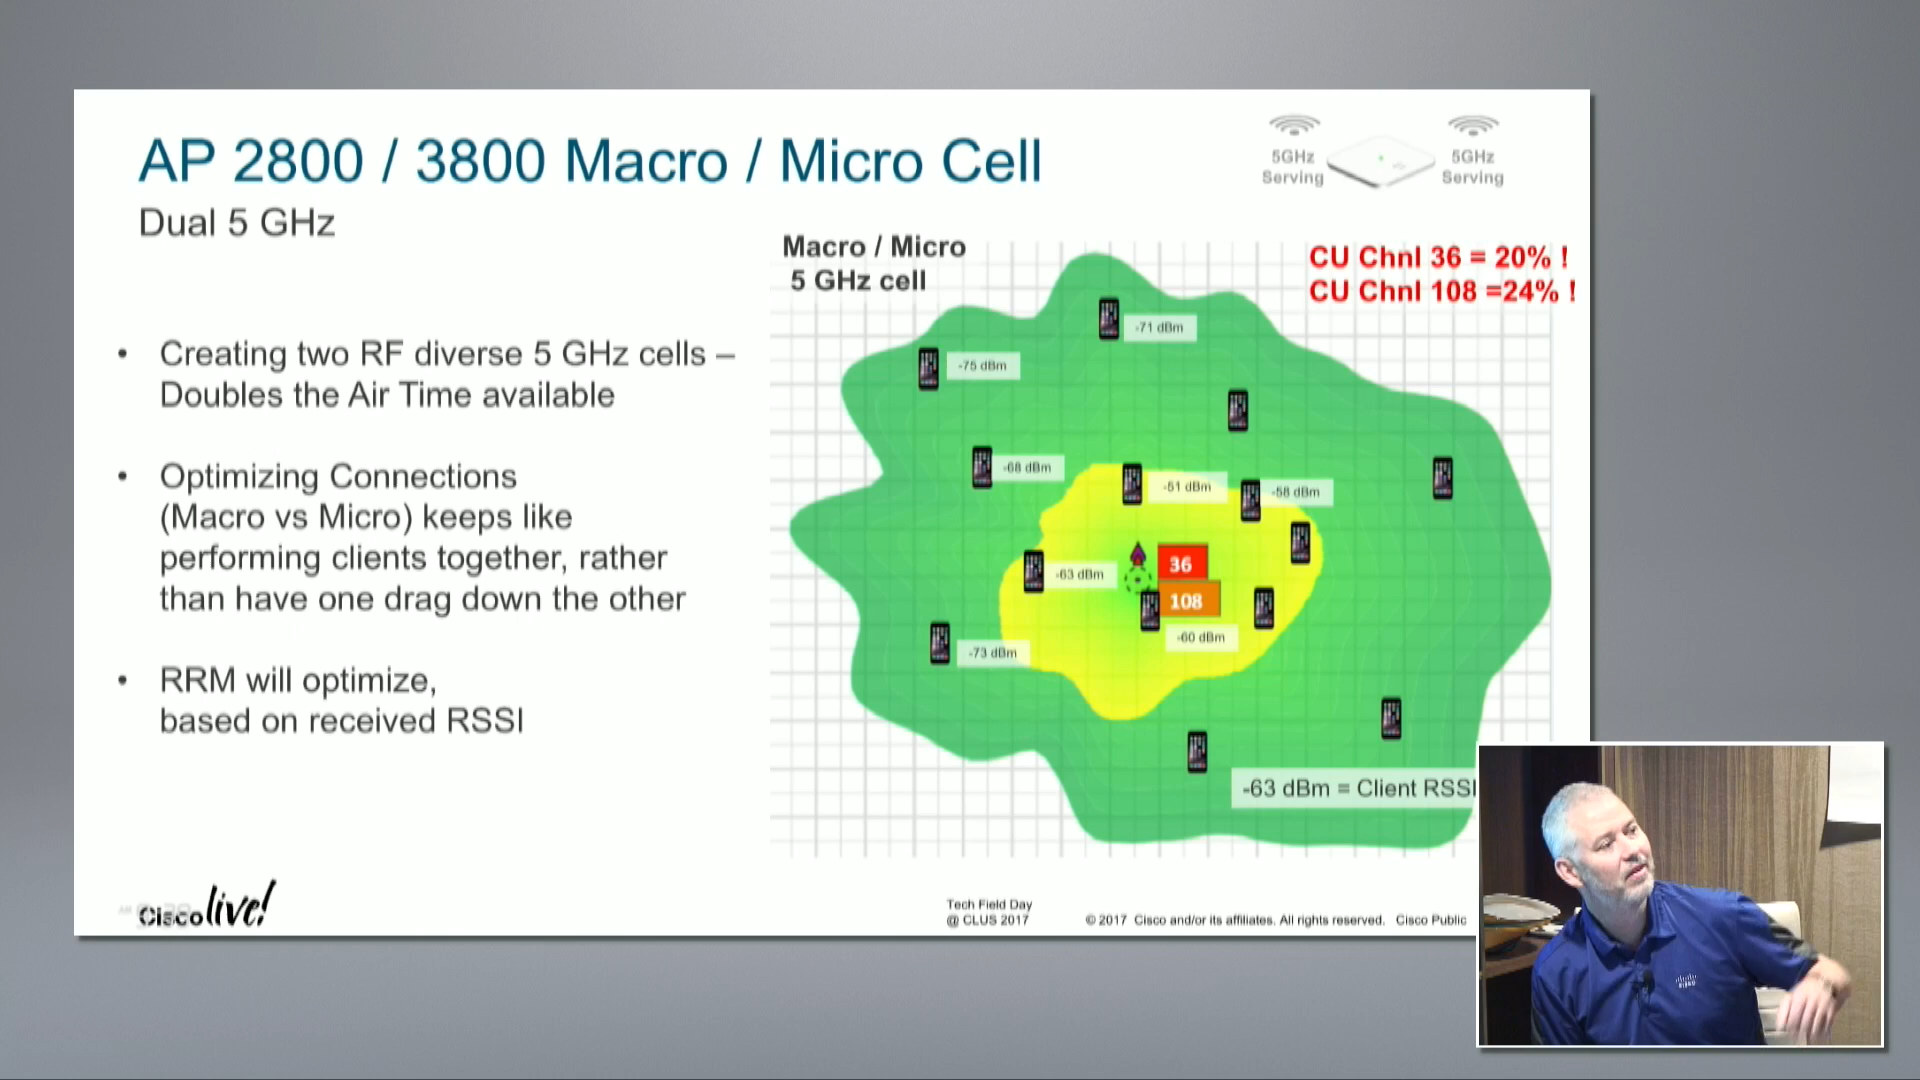 AP 2800 / 3800 Macro / Micro Cell
Dual 5 GHz
5GHz
Serving
5GHz
Serving
• Creating two RF diverse 5 GHz cells –
Doubles the Air Time available
• Optimizing Connections
(Macro vs Micro) keeps like
performing clients together, rather
than have one drag down the other
• RRM will optimize,
based on received RSSI
Macro / Micro
5 GHz cell
CU Chnl 36 = 20% !
CU Chnl 108 =24% !
-71 dBm
-75 dBm
-68 dBm
-51 dBm
-58 dBm
36
-63 dBm
108
-60 dBm
-73 dBm
-63 dBm = Client RSSI
Cisco live!
Tech Field Day
@ CLUS 2017
© 2017 Cisco and/or its affiliates. All rights reserved. Cisco Public
cisco